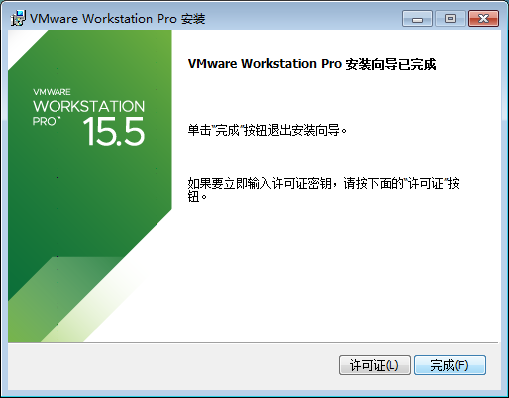 VMware Workstation Pro 安装
VMWARE
WORKSTATION
PRO™
15.5
VMware Workstation Pro 安装向导已完成
单击"完成"按钮退出安装向导。
如果要立即输入许可证密钥，请按下面的"许可证"按
钮。
许可证(L)
完成(F)